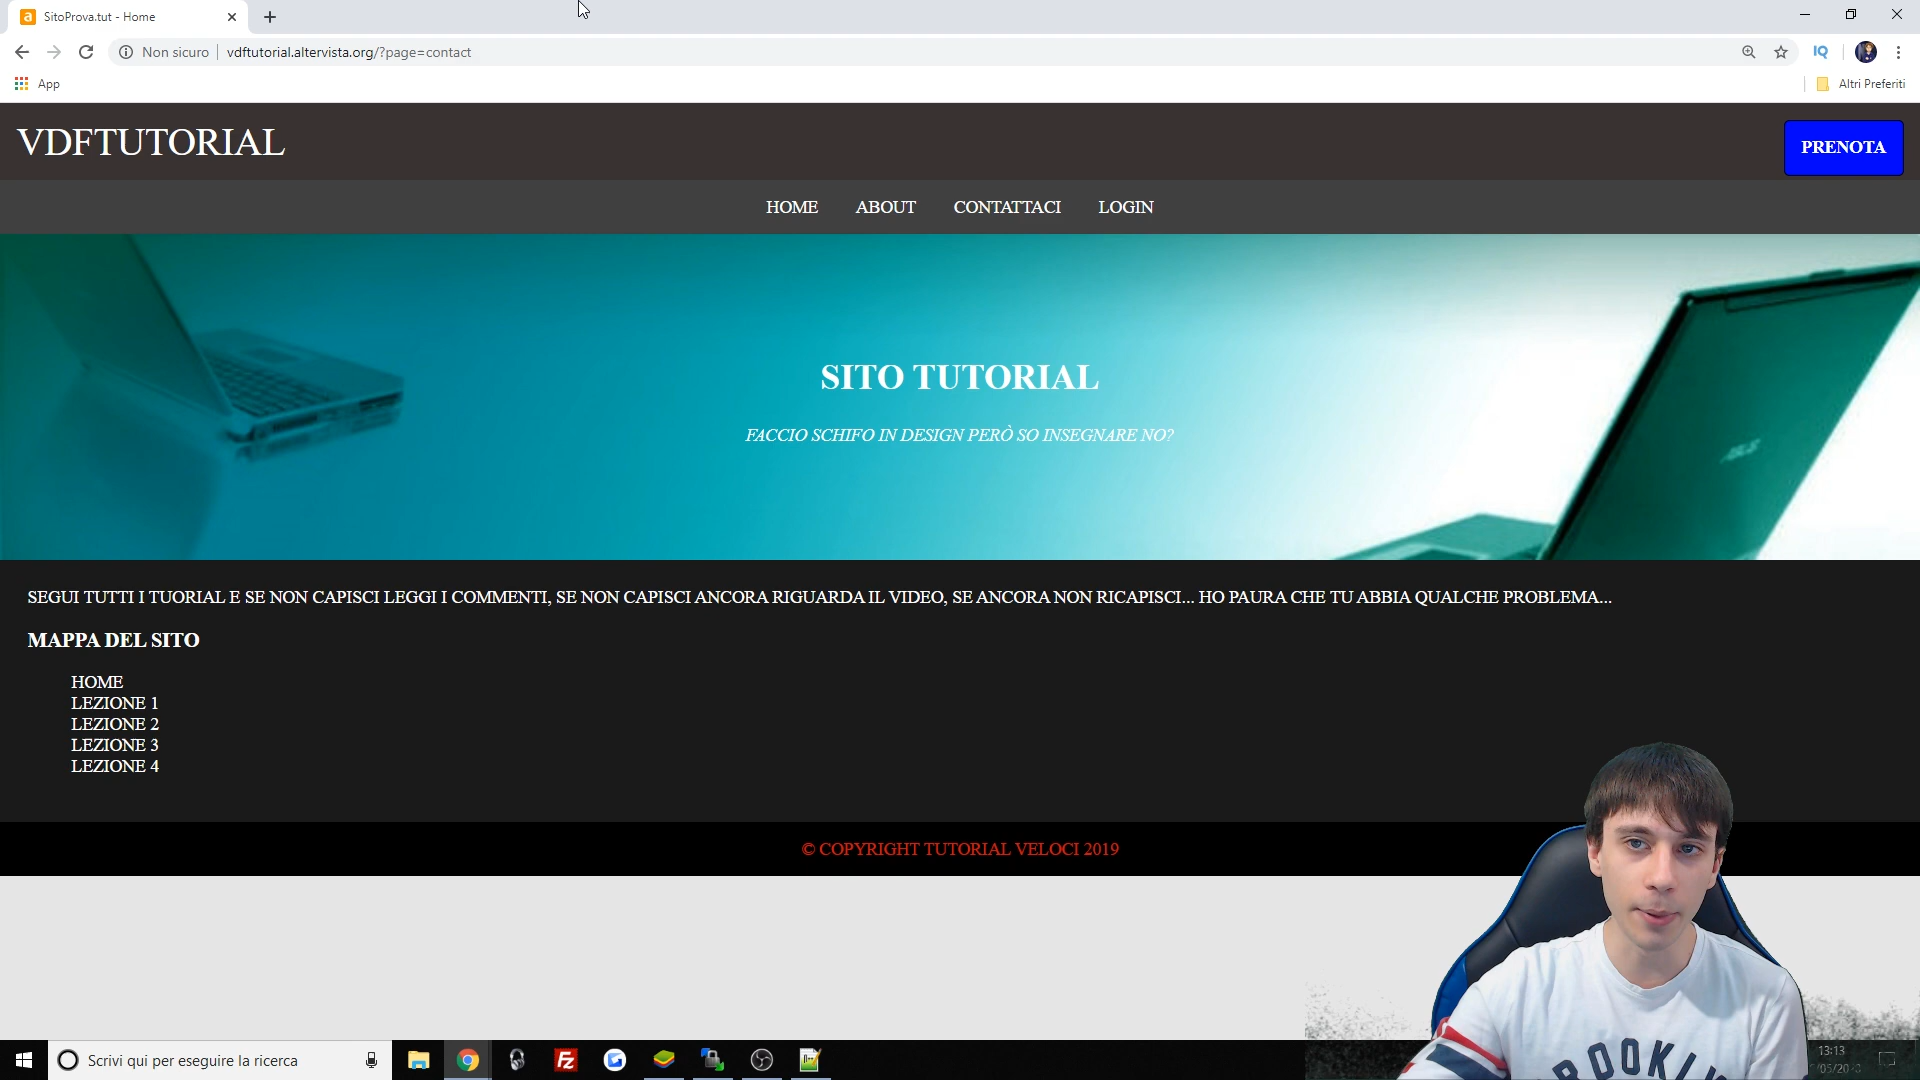 SitoProva.tut - Home
Non sicuro
vdftutorial.altervista.org/?page=contact
IQ
App
Altri Preferiti
VDFTUTORIAL
PRENOTA
HOME
ABOUT
CONTATTACI
LOGIN
SITO TUTORIAL
FACCIO SCHIFO IN DESIGN PERÒ SO INSEGNARE NO?
SEGUI TUTTI I TUORIAL E SE NON CAPISCI LEGGI I COMMENTI, SE NON CAPISCI ANCORA RIGUARDA IL VIDEO, SE ANCORA NON RICAPISCI... HO PAURA CHE TU ABBIA QUALCHE PROBLEMA...
MAPPA DEL SITO
HOME
LEZIONE 1
LEZIONE 2
LEZIONE 3
LEZIONE 4
© COPYRIGHT TUTORIAL VELOCI 2019
Scrivi qui per eseguire la ricerca
13:13